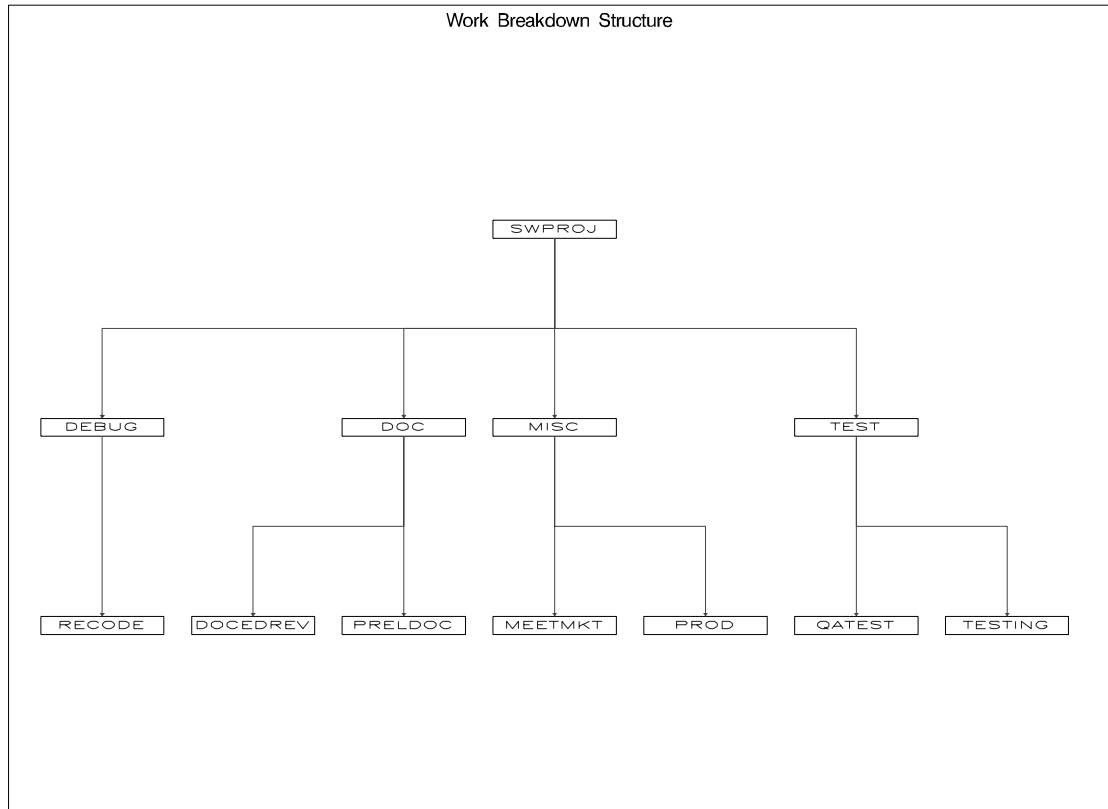 Work Breakdown Structure
SWPROJ
DEBUG
DOC
MISC
TEST
RECODE
DOCEDREV
PRELDOC
MEETMKT
PROD
QATEST
TESTING